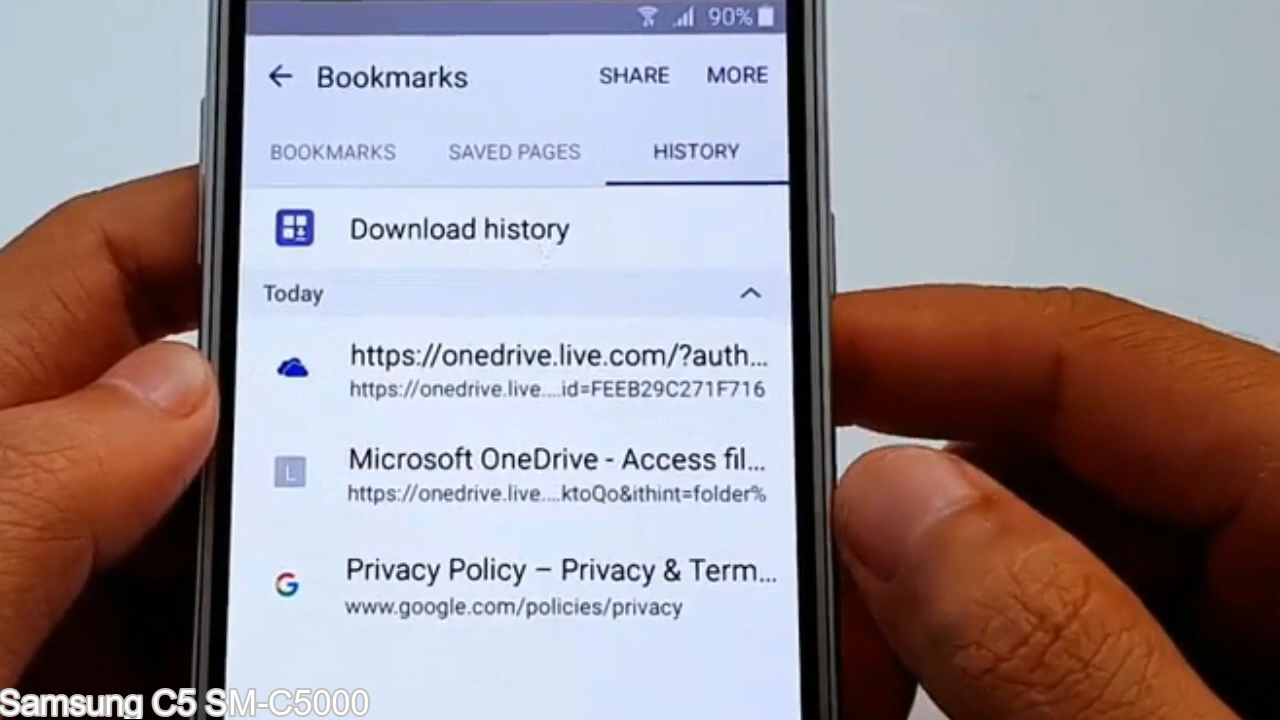 90%
Bookmarks SHARE MORE
BOOKMARKS SAVED PAGES HISTORY
Download history
Today
https://onedrive.live.com/?auth...
https://onedrive.live....id=FEEB29C271F716
L
Microsoft OneDrive - Access fil...
https://onedrive.live....ktoQo&ithint=folder%
G
Privacy Policy – Privacy & Term...
www.google.com/policies/privacy
Samsung C5 SM-C5000